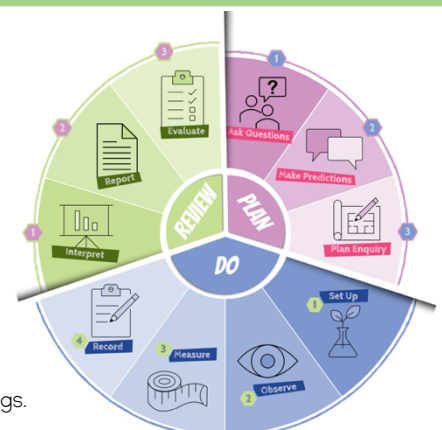 PLAN
1
Ask Questions
2
Make Predictions
3
Plan Enquiry
DO
1
Set Up
2
Observe
3
Measure
4
Record
REVIEW
1
Interpret
2
Report
3
Evaluate
?
gs.